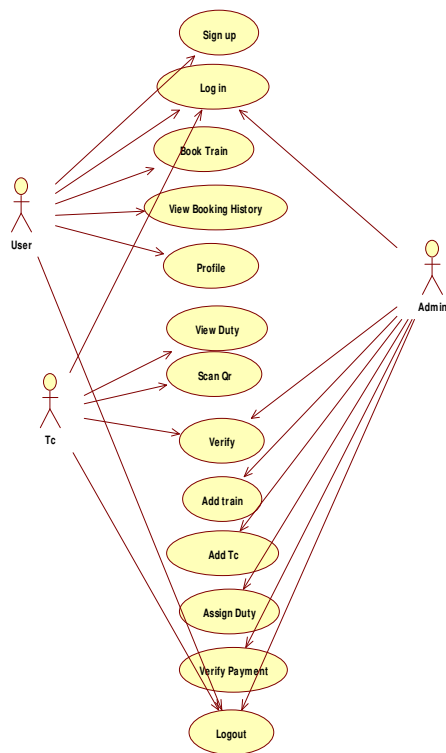 Sign up
Log in
Book Train
View Booking History
User
Profile
Admin
View Duty
Scan Qr
Tc
Verify
Add train
Add Tc
Assign Duty
Verify Payment
Logout